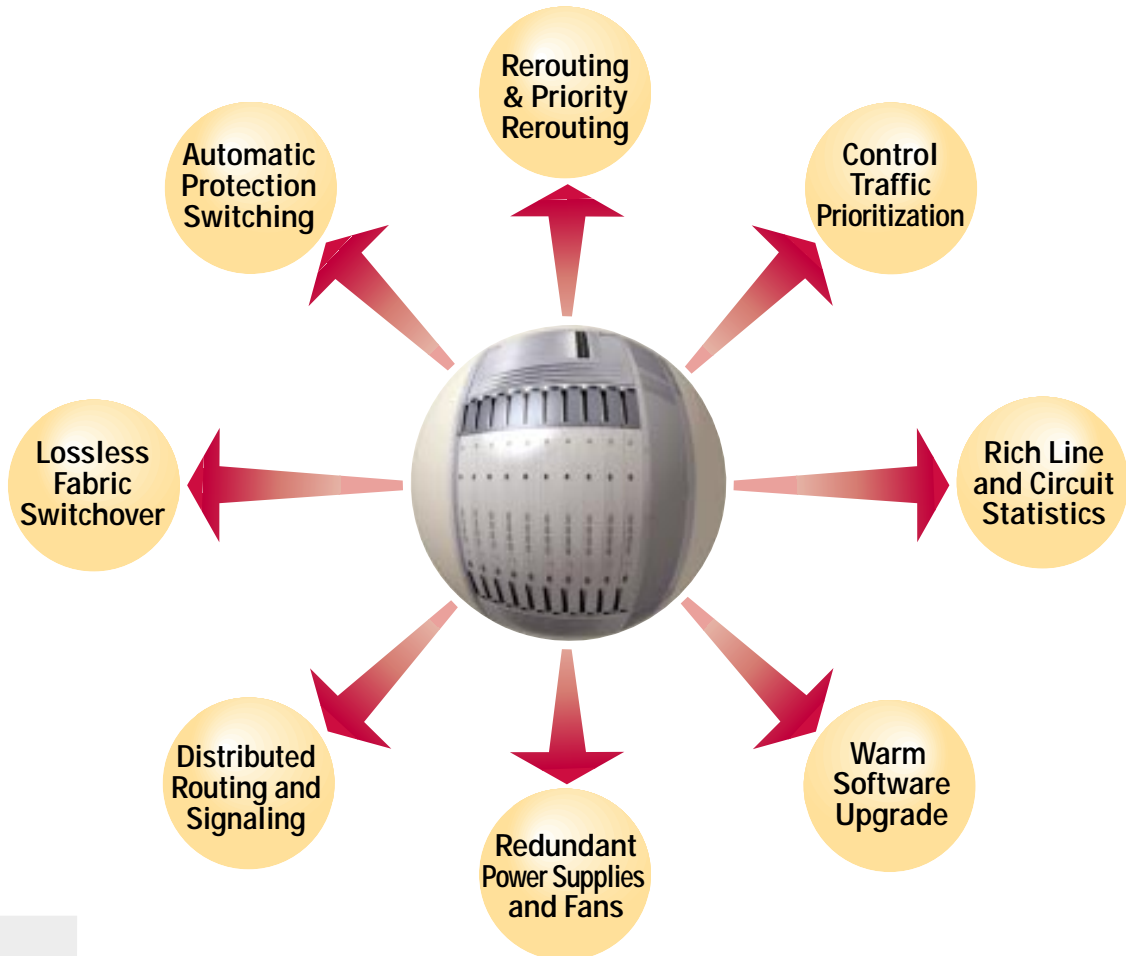 Rerouting
& Priority
Rerouting
Automatic
Protection
Switching
Control
Traffic
Prioritization
Lossless
Fabric
Switchover
Rich Line
and Circuit
Statistics
Distributed
Routing and
Signaling
Warm
Software
Upgrade
Redundant
Power Supplies
and Fans